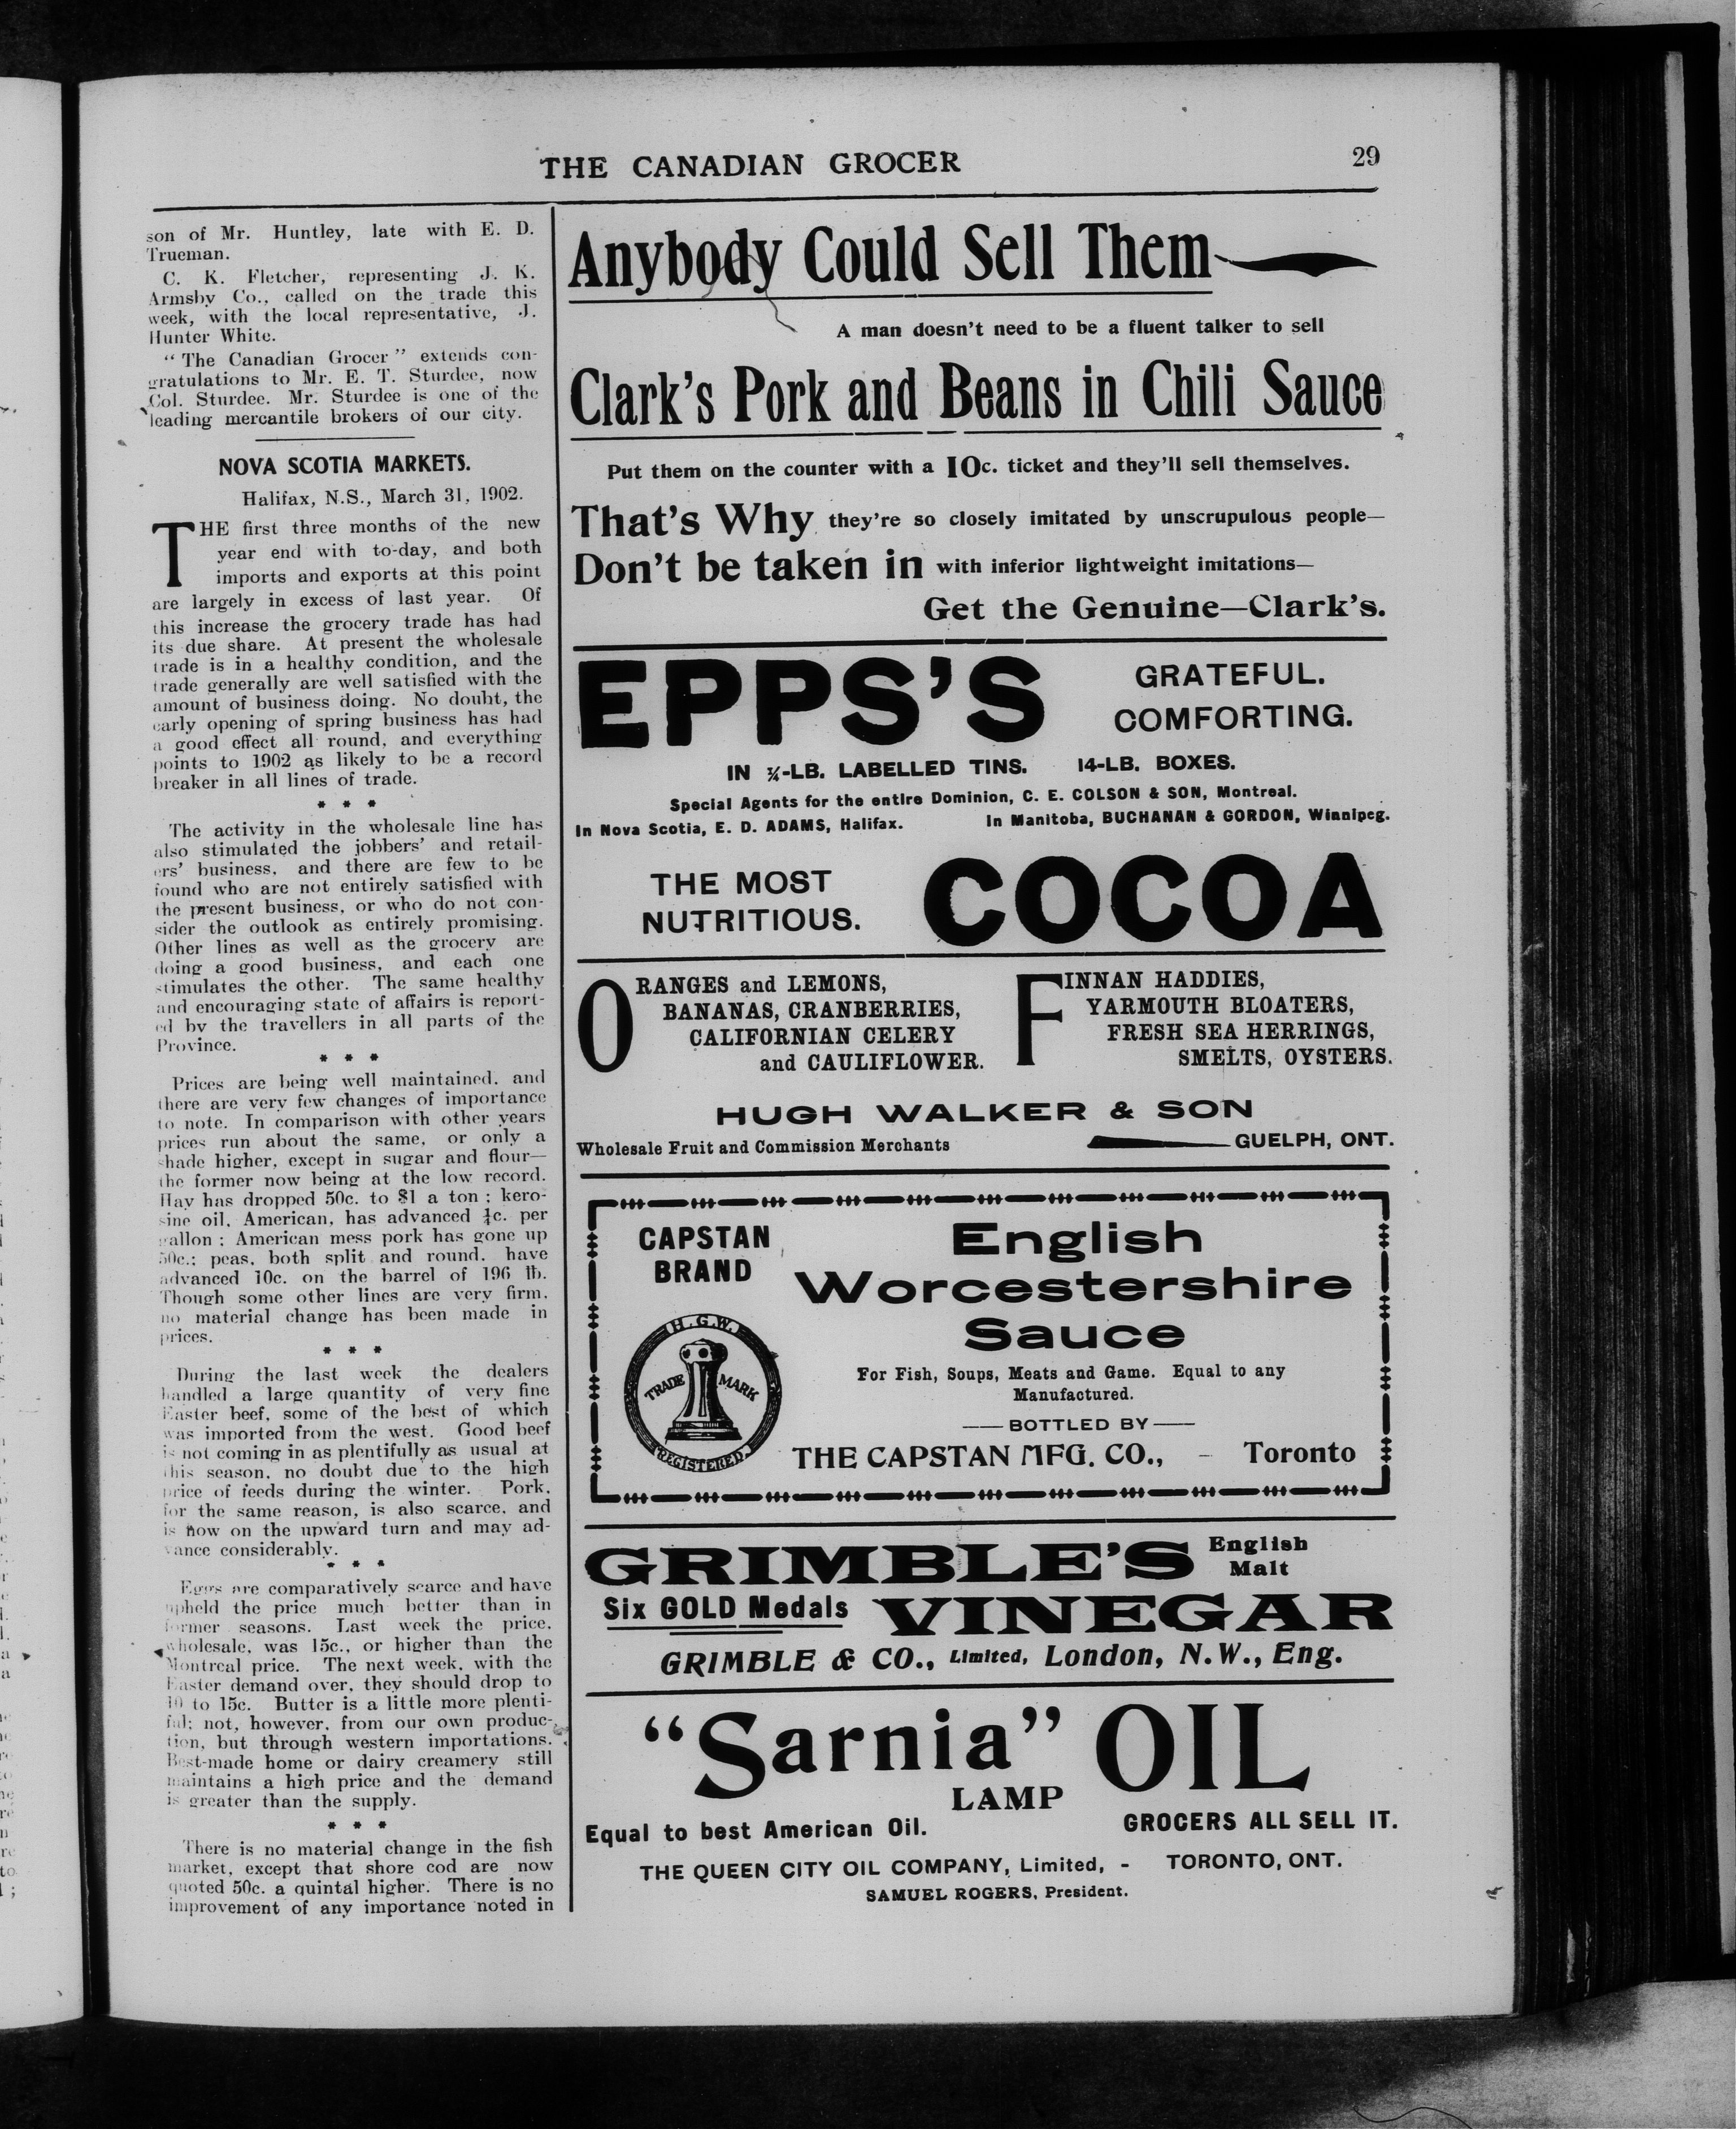 THE CANADIAN GROCER
29
son of Mr. Huntley, late with E. D.
Trueman.
C. K. Fletcher, representing J. K.
Armsby Co., called on the trade this
week, with the local representative, J.
Hunter White.
" The Canadian Grocer " extends con-
gratulations to Mr. E. T. Sturdee, now
Col. Sturdee. Mr. Sturdee is one of the
leading mercantile brokers of our city.
NOVA SCOTIA MARKETS.
Halifax, N.S., March 31, 1902.
THE first three months of the new
year end with to-day, and both
imports and exports at this point
are largely in excess of last year. Of
this increase the grocery trade has had
its due share. At present the wholesale
trade is in a healthy condition, and the
trade generally are well satisfied with the
amount of business doing. No doubt, the
early opening of spring business has had
a good effect all round, and everything
points to 1902 as likely to be a record
breaker in all lines of trade.
* * *
The activity in the wholesale line has
also stimulated the jobbers' and retail-
ers' business, and there are few to be
found who are not entirely satisfied with
the present business, or who do not con-
sider the outlook as entirely promising.
Other lines as well as the grocery are
doing a good business, and each one
stimulates the other. The same healthy
and encouraging state of affairs is report-
ed by the travellers in all parts of the
Province.
* * *
Prices are being well maintained, and
there are very few changes of importance
to note. In comparison with other years
prices run about the same, or only a
shade higher, except in sugar and flour—
the former now being at the low record.
Hay has dropped 50c. to $1 a ton ; kero-
sine oil, American, has advanced ¼c. per
gallon ; American mess pork has gone up
50c.; peas, both split and round, have
advanced 10c. on the barrel of 196 lb.
Though some other lines are very firm,
no material change has been made in
prices.
* * *
During the last week the dealers
handled a large quantity of very fine
Easter beef, some of the best of which
was imported from the west. Good beef
is not coming in as plentifully as usual at
this season, no doubt due to the high
price of feeds during the winter. Pork,
for the same reason, is also scarce, and
is now on the upward turn and may ad-
vance considerably.
* * *
Eggs are comparatively scarce and have
upheld the price much better than in
former seasons. Last week the price,
wholesale, was 15c., or higher than the
Montreal price. The next week, with the
Easter demand over, they should drop to
10 to 15c. Butter is a little more plenti-
ful; not, however, from our own produc-
tion, but through western importations.
Best-made home or dairy creamery still
maintains a high price and the demand
is greater than the supply.
* * *
There is no material change in the fish
market, except that shore cod are now
quoted 50c. a quintal higher. There is no
improvement of any importance noted in
Anybody Could Sell Them
A man doesn't need to be a fluent talker to sell
Clark's Pork and Beans in Chili Sauce
Put them on the counter with a 10c. ticket and they'll sell themselves.
That's Why they're so closely imitated by unscrupulous people—
Don't be taken in with inferior lightweight imitations—
Get the Genuine—Clark's.
EPPS'S
GRATEFUL.
COMFORTING.
IN ¼-LB. LABELLED TINS. 14-LB. BOXES.
Special Agents for the entire Dominion, C. E. COLSON & SON, Montreal.
In Nova Scotia, E. D. ADAMS, Halifax. In Manitoba, BUCHANAN & GORDON, Winnipeg.
THE MOST
NUTRITIOUS.
COCOA
ORANGES and LEMONS,
BANANAS, CRANBERRIES,
CALIFORNIAN CELERY
and CAULIFLOWER.
FINNAN HADDIES,
YARMOUTH BLOATERS,
FRESH SEA HERRINGS,
SMELTS, OYSTERS.
HUGH WALKER & SON
Wholesale Fruit and Commission Merchants GUELPH, ONT.
CAPSTAN
BRAND
H.G.W.
TRADE MARK
REGISTERED
English
Worcestershire
Sauce
For Fish, Soups, Meats and Game. Equal to any
Manufactured.
—BOTTLED BY—
THE CAPSTAN MFG. CO., - Toronto
GRIMBLE'S English
Malt
Six GOLD Medals VINEGAR
GRIMBLE & CO., Limited, London, N.W., Eng.
"Sarnia" OIL
LAMP
Equal to best American Oil. GROCERS ALL SELL IT.
THE QUEEN CITY OIL COMPANY, Limited, - TORONTO, ONT.
SAMUEL ROGERS, President.